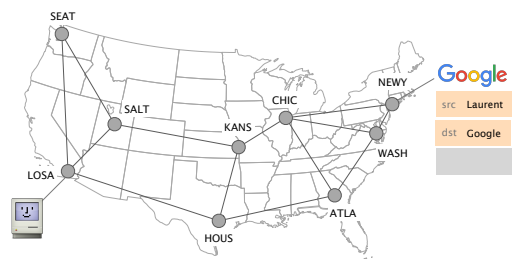 SEAT
Google
NEWY
CHIC
src Laurent
SALT
KANS
dst Google
WASH
LOSA
ATLA
HOUS